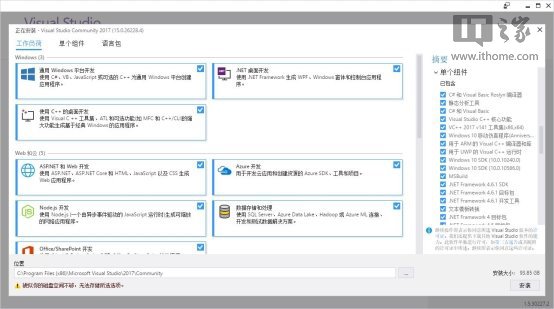 Visual Studio
IT之家
www.ithome.com
正在安装 - Visual Studio Community 2017 (15.0.26228.4)
工作负荷 单个组件 语言包
Windows (3)
通用 Windows 平台开发
使用 C#、VB、JavaScript 或可选的 C++ 为通用 Windows 平台创建
应用程序。
.NET 桌面开发
使用 .NET Framework 生成 WPF、Windows 窗体和控制台应用程
序。
使用 C++ 的桌面开发
使用 Visual C++ 工具集、ATL 和可选功能(如 MFC 和 C++/CLI)的强
大功能生成基于经典 Windows 的应用程序。
Web 和云 (5)
ASP.NET 和 Web 开发
使用 ASP.NET、ASP.NET Core 和 HTML、JavaScript 以及 CSS 生成
Web 应用程序。
Azure 开发
用于开发云应用和创建资源的 Azure SDK、工具和项目。
Node.js 开发
使用 Node.js(一个由异步事件驱动的 JavaScript 运行时)生成可缩放
的网络应用程序。
数据存储和处理
使用 SQL Server、Azure Data Lake、Hadoop 或 Azure ML 连接、
开发和测试数据解决方案。
Office/SharePoint 开发
摘要
单个组件
已包含
C# 和 Visual Basic Roslyn 编译器
静态分析工具
C# 和 Visual Basic
Visual Studio C++ 核心功能
VC++ 2017 v141 工具集(x86,x64)
Windows 10 移动仿真程序(Annivers...
用于 ARM 的 Visual C++ 编译器和库
用于 UWP 的 Visual C++ 运行时
Windows 10 SDK (10.0.10240.0)
Windows 10 SDK (10.0.10586.0)
MSBuild
.NET Framework 4.6.1 SDK
.NET Framework 4.6.1 目标包
.NET Framework 4.6.1 开发工具
文本模板转换
.NET Framework 4 目标包
位置
C:\Program Files (x86)\Microsoft Visual Studio\2017\Community
...
安装大小: 93.85 GB
安装
1.5.30227.2